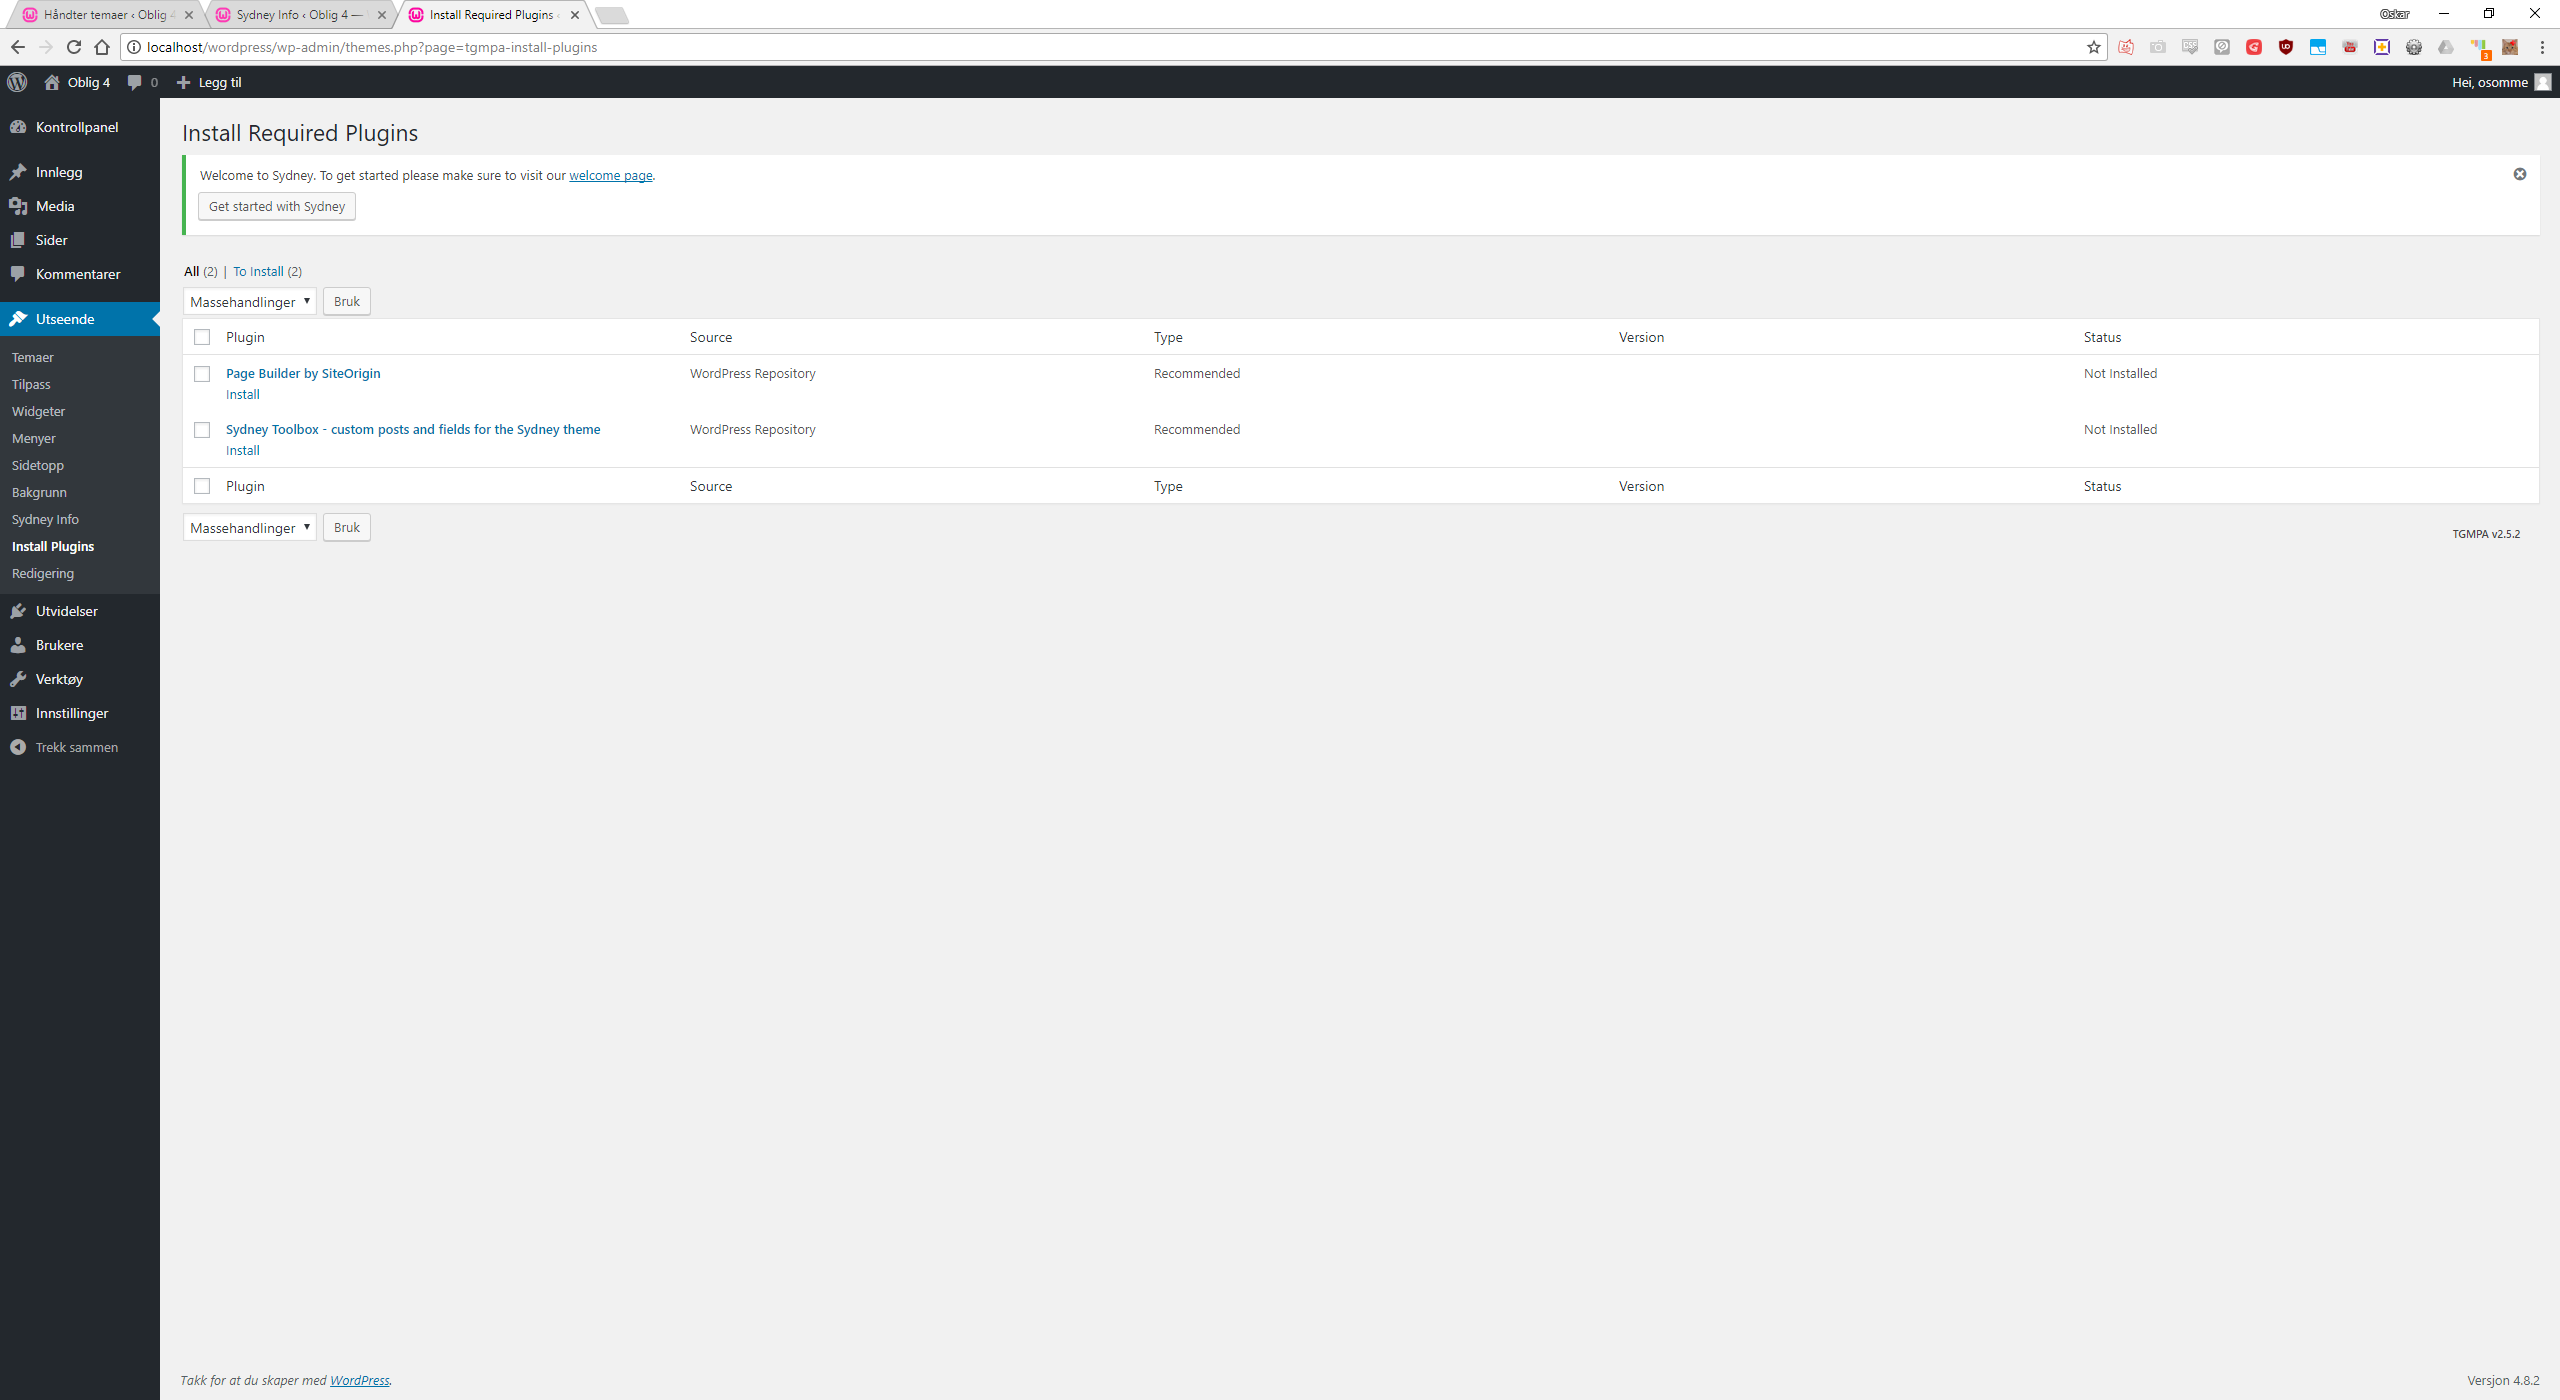 Håndter temaer ‹ Oblig 4
Sydney Info ‹ Oblig 4 —
Install Required Plugins ‹
Oskar
localhost/wordpress/wp-admin/themes.php?page=tgmpa-install-plugins
3
Oblig 4
0
Legg til
Hei, osomme
Kontrollpanel
Innlegg
Media
Sider
Kommentarer
Utseende
Temaer
Tilpass
Widgeter
Menyer
Sidetopp
Bakgrunn
Sydney Info
Install Plugins
Redigering
Utvidelser
Brukere
Verktøy
Innstillinger
Trekk sammen
Install Required Plugins
Welcome to Sydney. To get started please make sure to visit our welcome page.
Get started with Sydney
All (2) | To Install (2)
Massehandlinger Bruk
Plugin Source Type Version Status
Page Builder by SiteOrigin WordPress Repository Recommended Not Installed
Install
Sydney Toolbox - custom posts and fields for the Sydney theme WordPress Repository Recommended Not Installed
Install
Plugin Source Type Version Status
Massehandlinger Bruk
TGMPA v2.5.2
Takk for at du skaper med WordPress.
Versjon 4.8.2